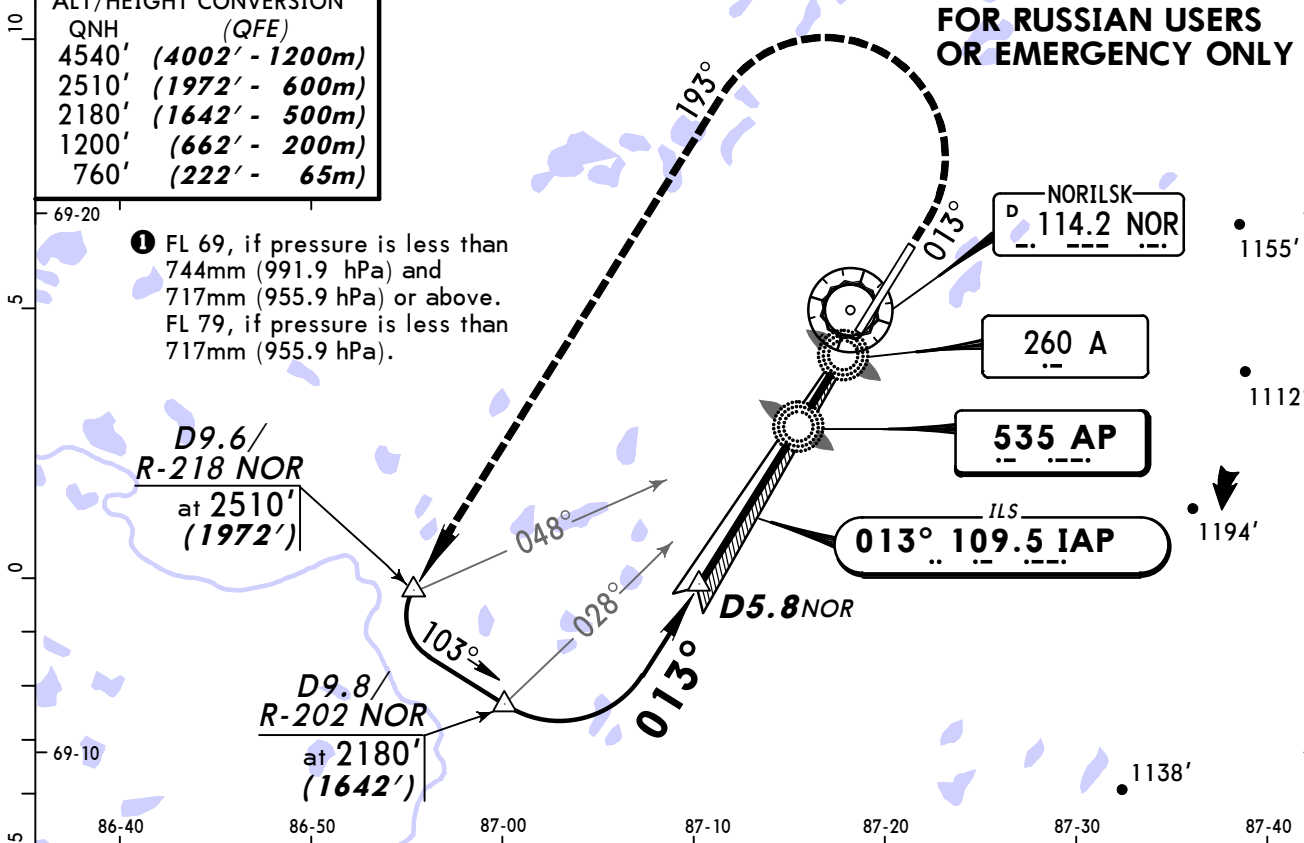 ALT/HEIGHT CONVERSION
QNH (QFE)
4540' (4002' - 1200m)
2510' (1972' - 600m)
2180' (1642' - 500m)
1200' (662' - 200m)
760' (222' - 65m)
FOR RUSSIAN USERS
OR EMERGENCY ONLY
10
193°
69-20
1 FL 69, if pressure is less than
744mm (991.9 hPa) and
717mm (955.9 hPa) or above.
FL 79, if pressure is less than
717mm (955.9 hPa).
013°
NORILSK
D 114.2 NOR
1155'
5
260 A
1112'
535 AP
D9.6/
R-218 NOR
at 2510'
(1972')
048°
ILS
013° 109.5 IAP
1194'
0
028°
D5.8 NOR
103°
013°
D9.8/
R-202 NOR
at 2180'
(1642')
69-10
1138'
5
86-40 86-50 87-00 87-10 87-20 87-30 87-40